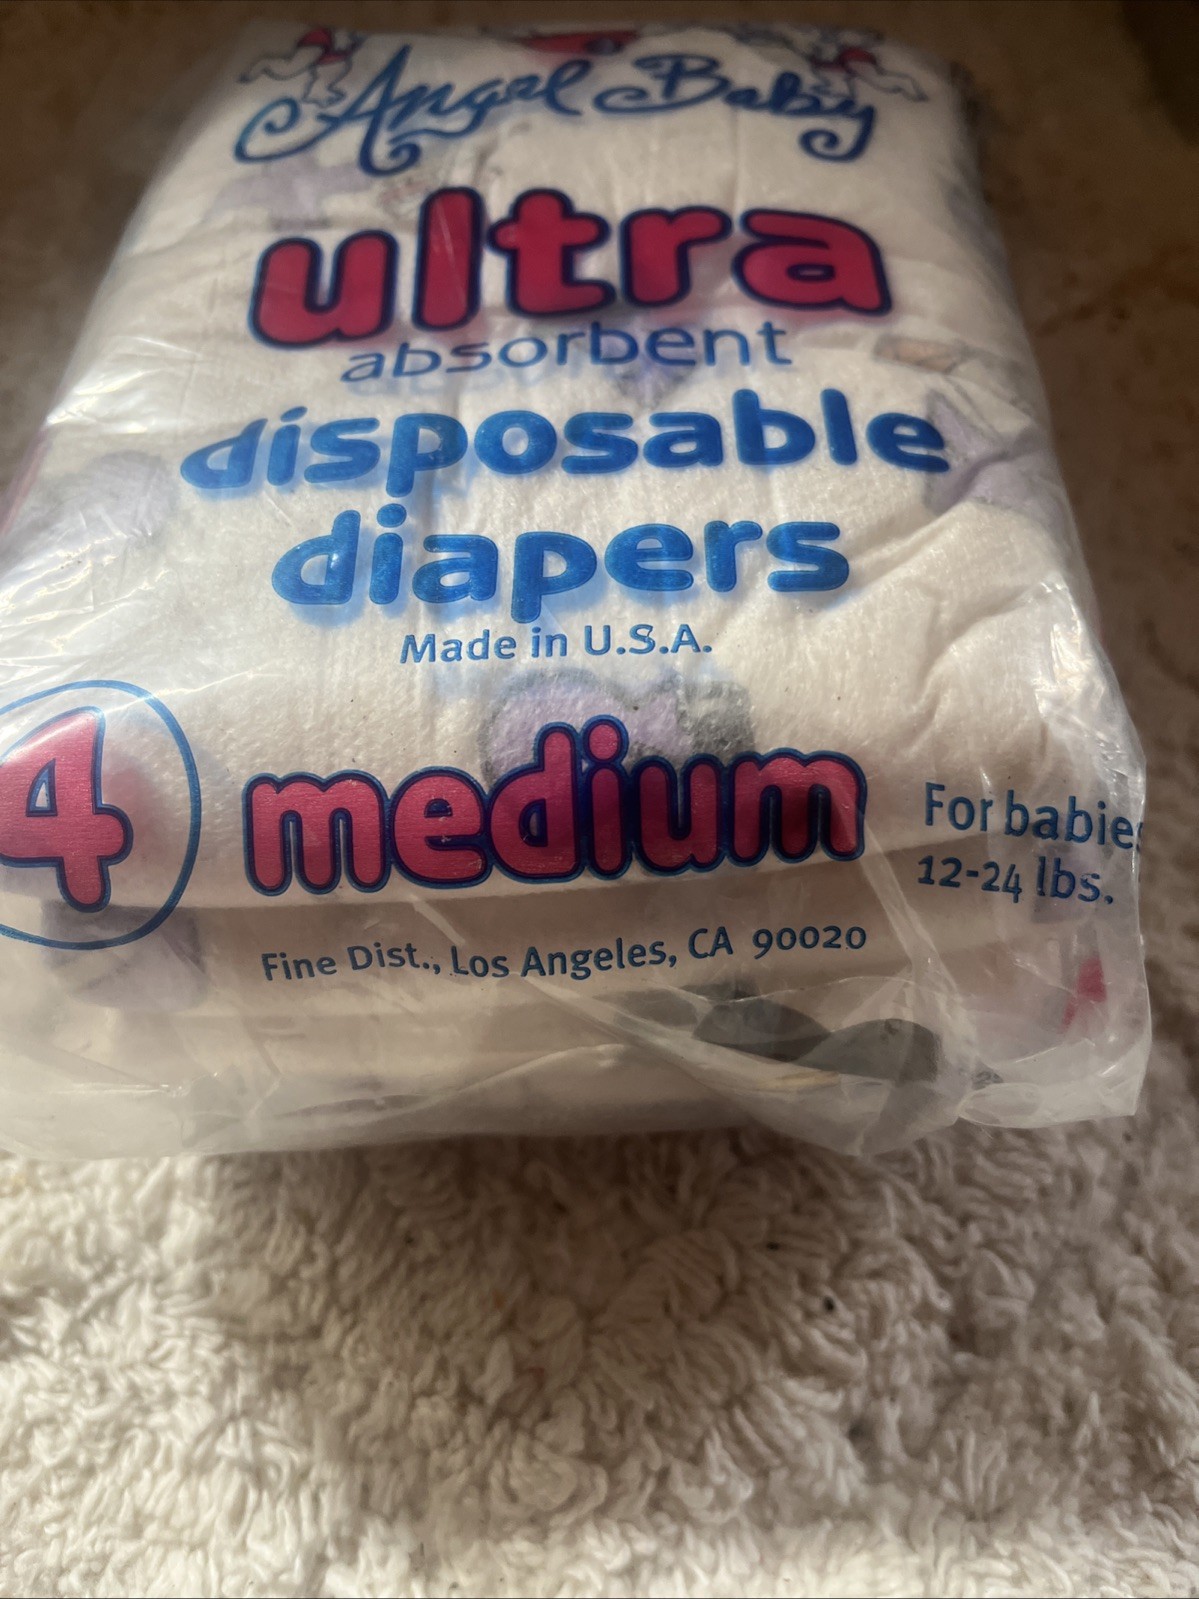 Angel Baby
ultra
absorbent
disposable
diapers
Made in U.S.A.
4 medium
For babies
12-24 lbs.
Fine Dist., Los Angeles, CA 90020